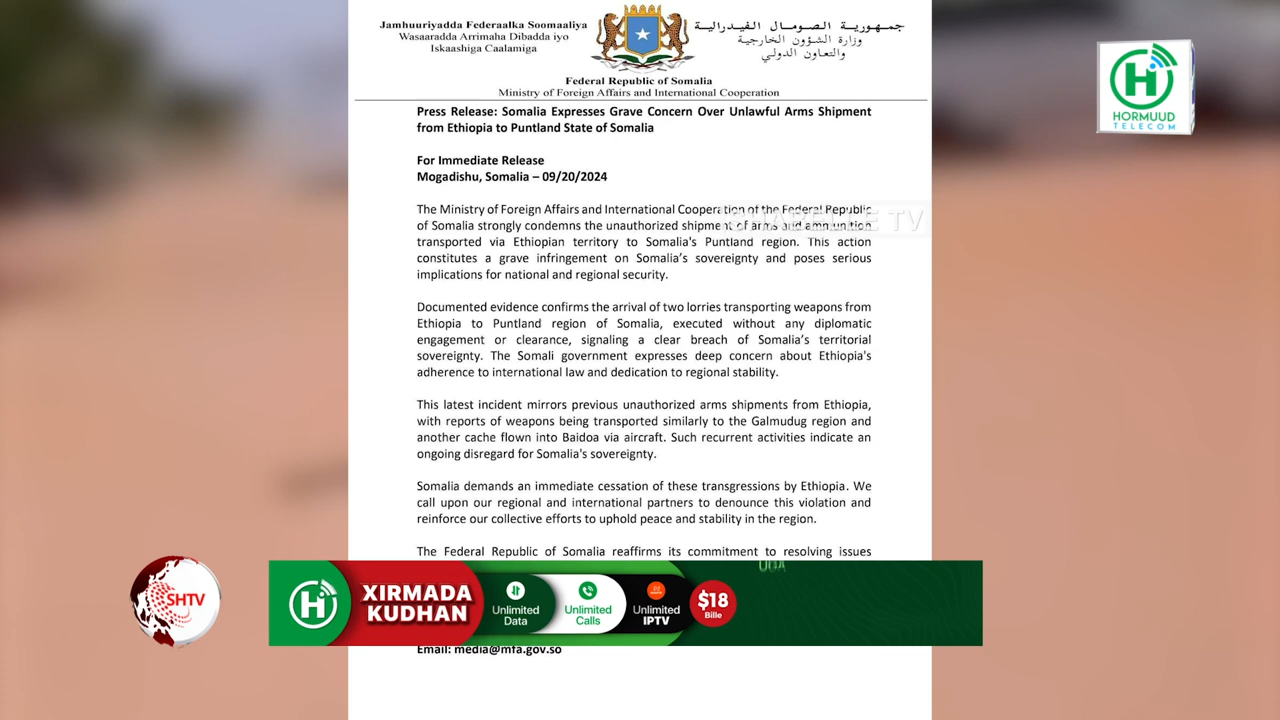 Jamhuuriyadda Federaalka Soomaaliya
Wasaaradda Arrimaha Dibadda iyo
Iskaashiga Caalamiga
جمهورية الصومال الفيدرالية
وزارة الشؤون الخارجية
والتعاون الدولي
Federal Republic of Somalia
Ministry of Foreign Affairs and International Cooperation
Press Release: Somalia Expresses Grave Concern Over Unlawful Arms Shipment
from Ethiopia to Puntland State of Somalia
For Immediate Release
Mogadishu, Somalia – 09/20/2024
The Ministry of Foreign Affairs and International Cooperation of the Federal Republic
of Somalia strongly condemns the unauthorized shipment of arms and ammunition
transported via Ethiopian territory to Somalia's Puntland region. This action
constitutes a grave infringement on Somalia's sovereignty and poses serious
implications for national and regional security.
Documented evidence confirms the arrival of two lorries transporting weapons from
Ethiopia to Puntland region of Somalia, executed without any diplomatic
engagement or clearance, signaling a clear breach of Somalia's territorial
sovereignty. The Somali government expresses deep concern about Ethiopia's
adherence to international law and dedication to regional stability.
This latest incident mirrors previous unauthorized arms shipments from Ethiopia,
with reports of weapons being transported similarly to the Galmudug region and
another cache flown into Baidoa via aircraft. Such recurrent activities indicate an
ongoing disregard for Somalia's sovereignty.
Somalia demands an immediate cessation of these transgressions by Ethiopia. We
call upon our regional and international partners to denounce this violation and
reinforce our collective efforts to uphold peace and stability in the region.
The Federal Republic of Somalia reaffirms its commitment to resolving issues
Email: media@mfa.gov.so
HORMUUD
TELECOM
SHABELLE TV
SHTV
XIRMADA
KUDHAN
Unlimited
Data
Unlimited
Calls
Unlimited
IPTV
$18
Bille